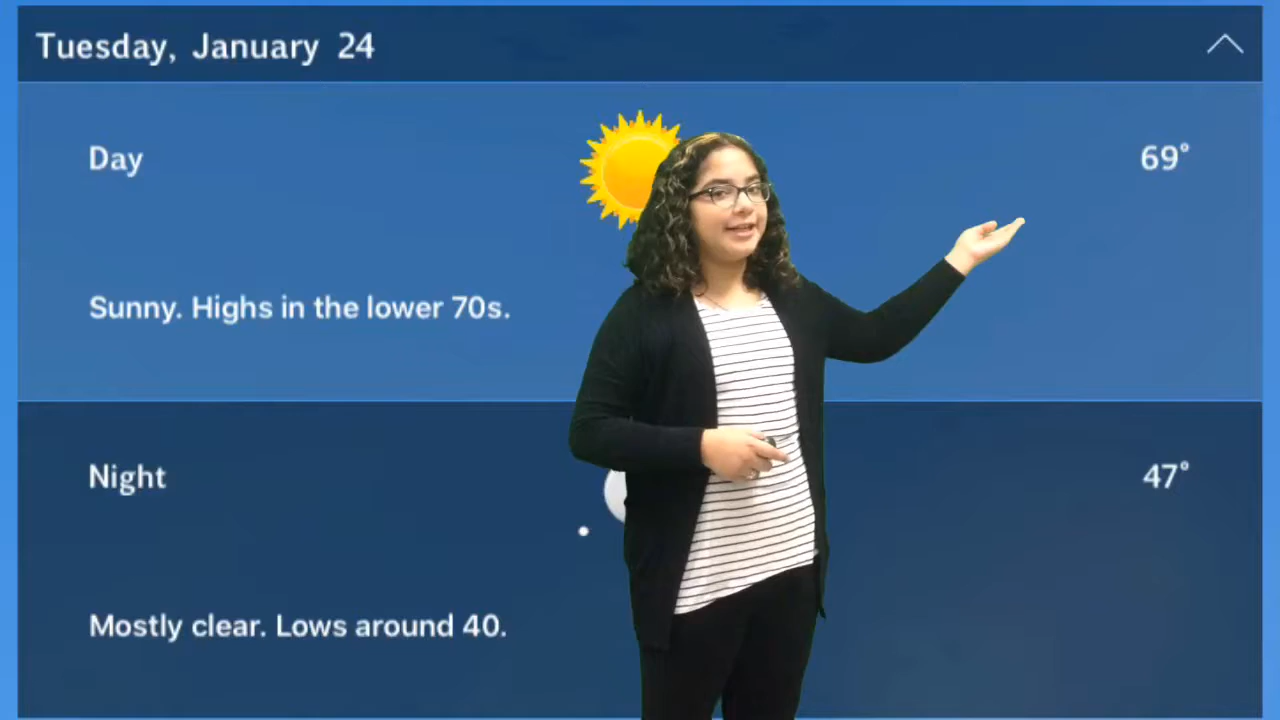 Tuesday, January 24
Day
69°
Sunny. Highs in the lower 70s.
Night
47°
Mostly clear. Lows around 40.